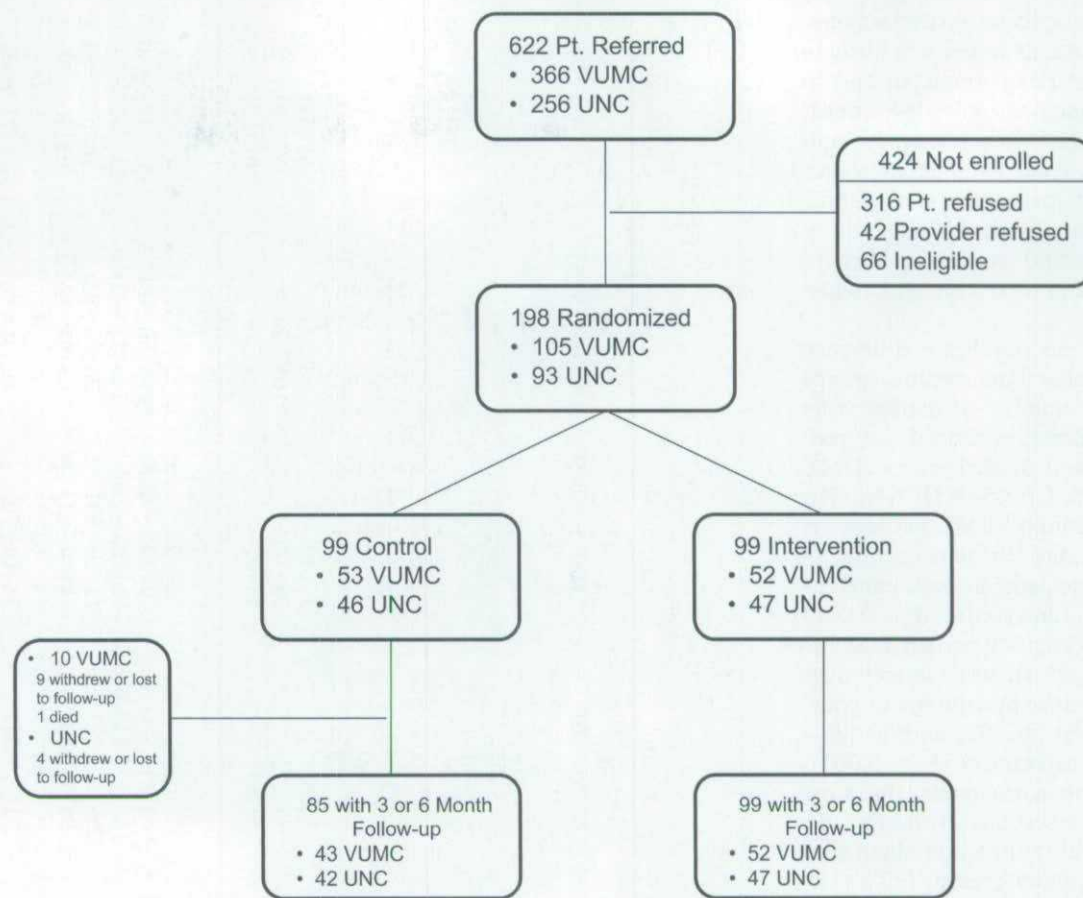 622 Pt. Referred
• 366 VUMC
• 256 UNC
424 Not enrolled
316 Pt. refused
42 Provider refused
66 Ineligible
198 Randomized
• 105 VUMC
• 93 UNC
99 Control
• 53 VUMC
• 46 UNC
99 Intervention
• 52 VUMC
• 47 UNC
• 10 VUMC
9 withdrew or lost
to follow-up
1 died
• UNC
4 withdrew or lost
to follow-up
85 with 3 or 6 Month
Follow-up
• 43 VUMC
• 42 UNC
99 with 3 or 6 Month
Follow-up
• 52 VUMC
• 47 UNC